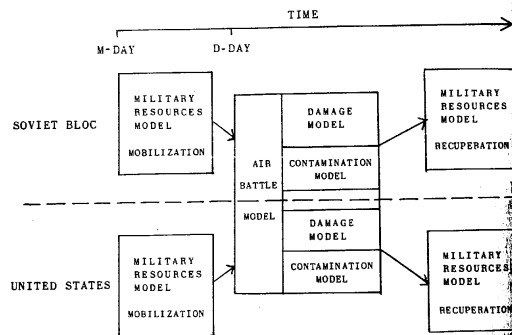 TIME
M-DAY D-DAY
SOVIET BLOC
MILITARY
RESOURCES
MODEL
MOBILIZATION
AIR
BATTLE
MODEL
DAMAGE
MODEL
CONTAMINATION
MODEL
MILITARY
RESOURCES
MODEL
RECUPERATION
UNITED STATES
MILITARY
RESOURCES
MODEL
MOBILIZATION
DAMAGE
MODEL
CONTAMINATION
MODEL
MILITARY
RESOURCES
MODEL
RECUPERATION